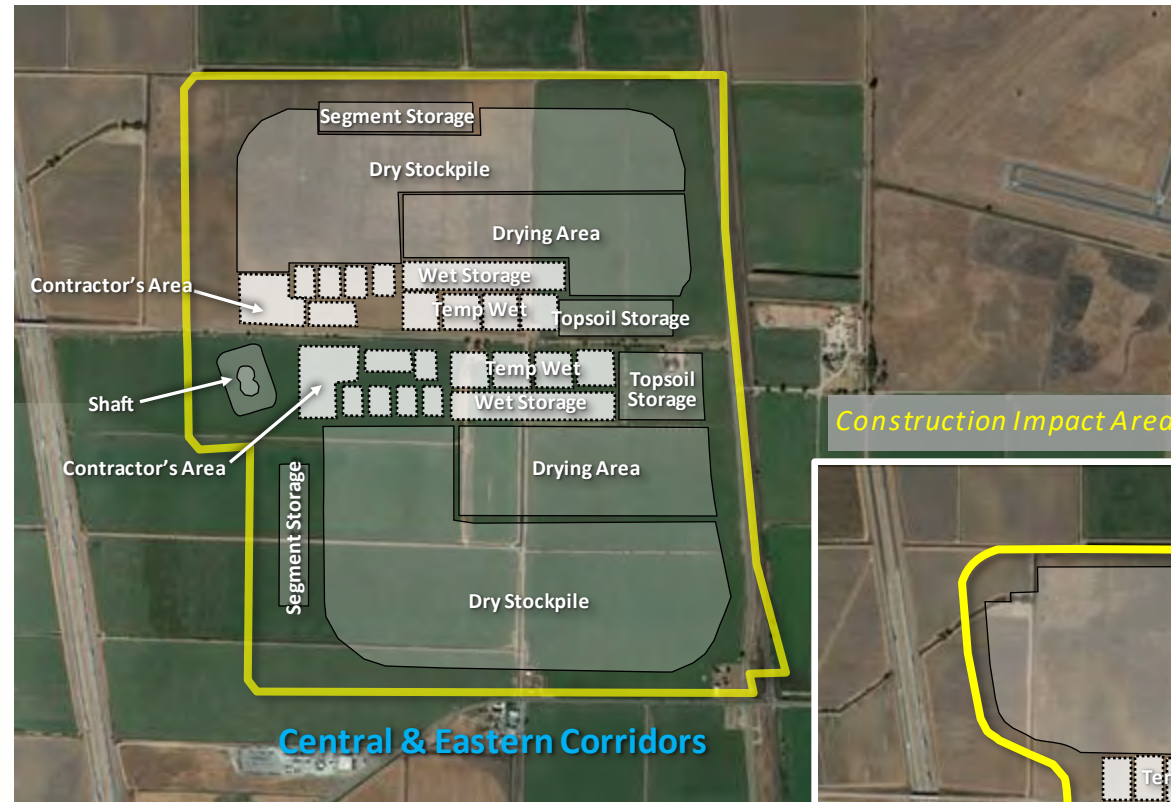 Segment Storage
Dry Stockpile
Drying Area
Wet Storage
Contractor's Area
Temp Wet
Topsoil Storage
Temp Wet
Topsoil
Storage
Shaft
Wet Storage
Construction Impact Area
Contractor's Area
Drying Area
Segment Storage
Dry Stockpile
Central & Eastern Corridors